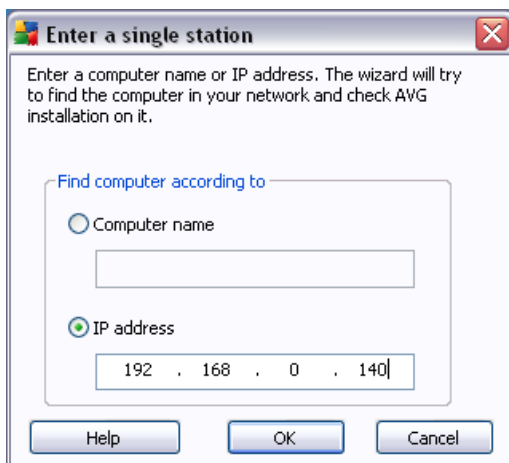 Enter a single station
Enter a computer name or IP address. The wizard will try
to find the computer in your network and check AVG
installation on it.
Find computer according to
Computer name
IP address
192 . 168 . 0 . 140
Help OK Cancel